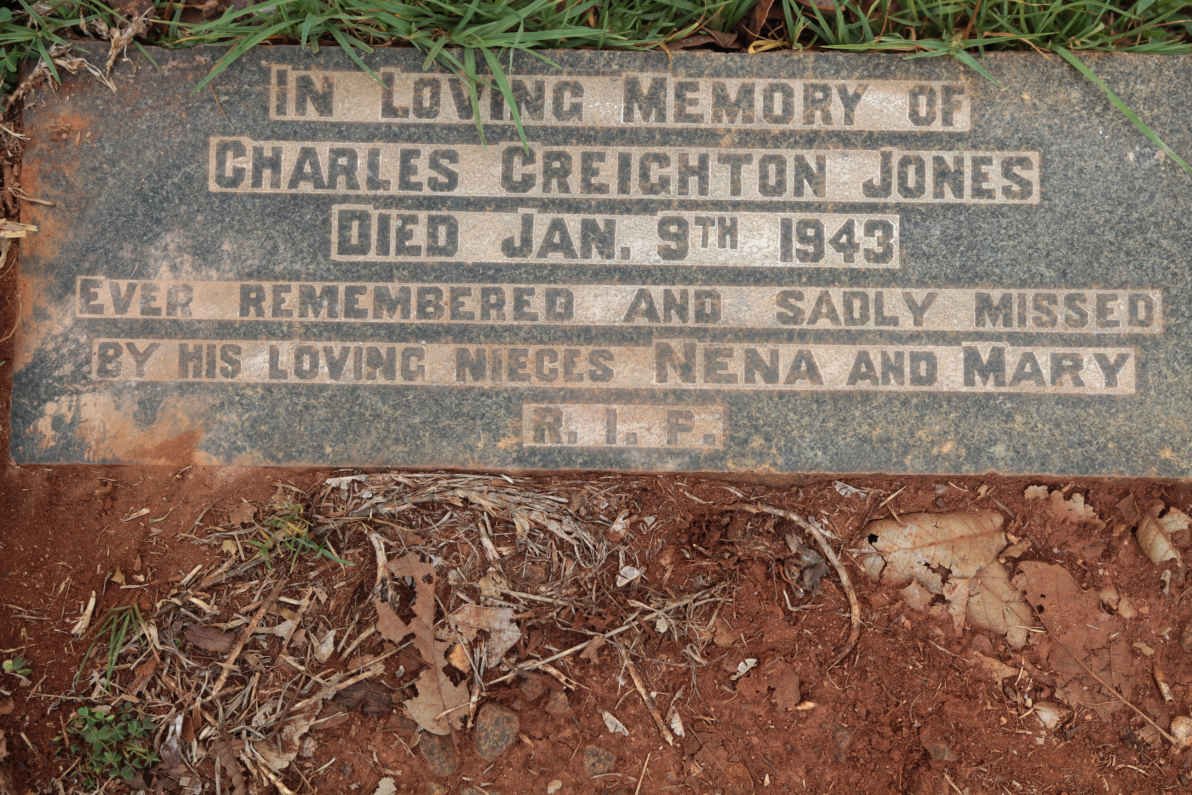 IN LOVING MEMORY OF
CHARLES CREIGHTON JONES
DIED JAN. 9TH 1943
EVER REMEMBERED AND SADLY MISSED
BY HIS LOVING NIECES NENA AND MARY
R. I. P.